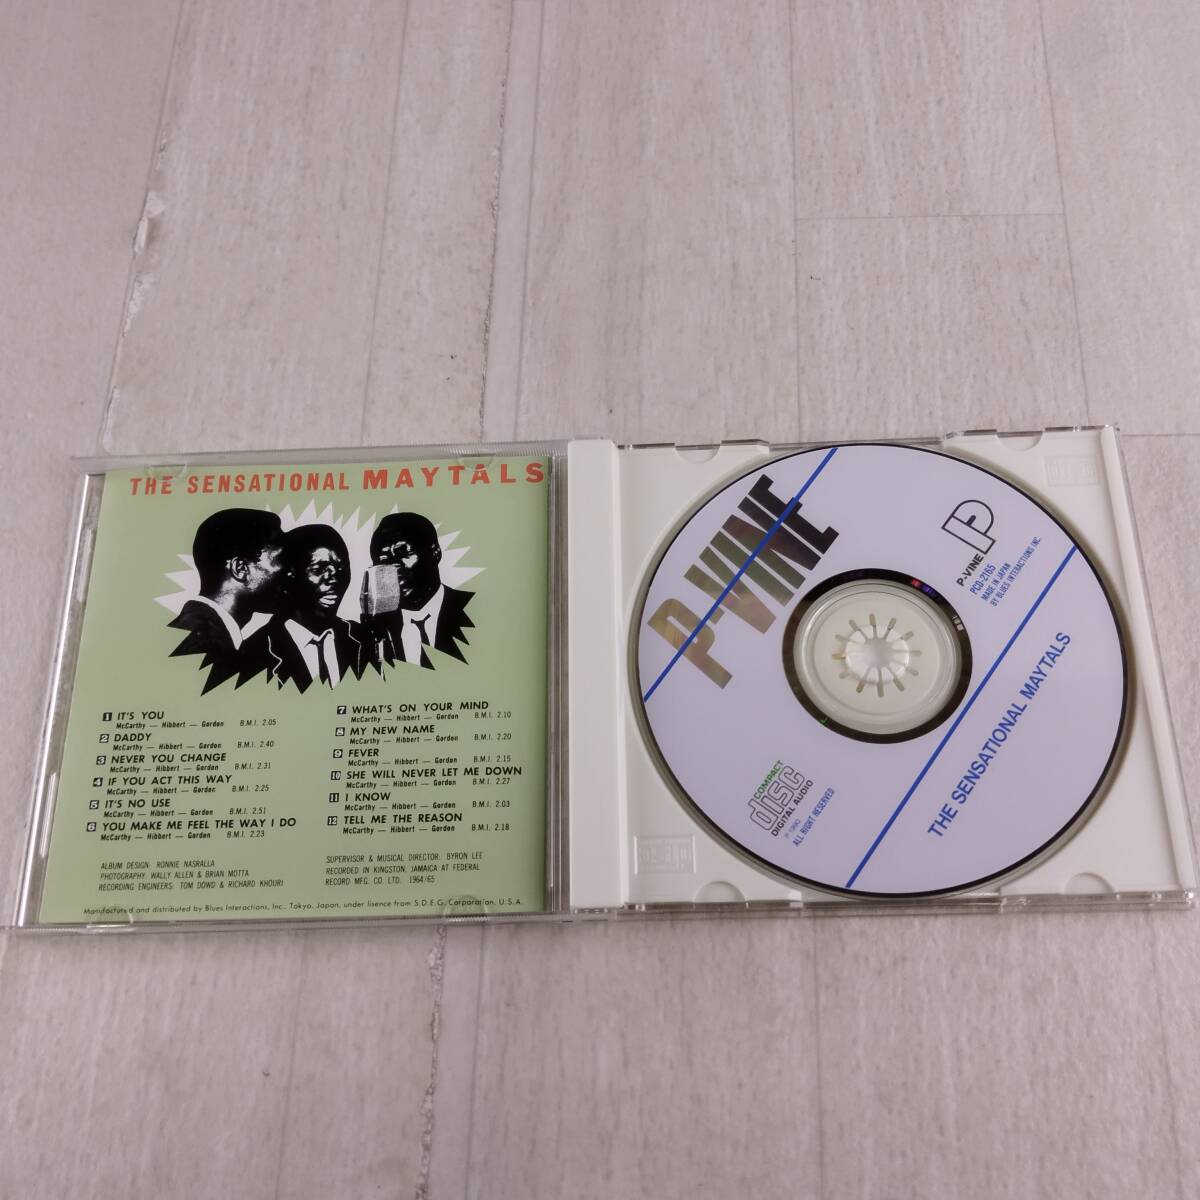 THE SENSATIONAL MAYTALS
1 IT'S YOU
McCarthy — Hibbert — Gordon B.M.I. 2.05
2 DADDY
McCarthy — Hibbert — Gordon B.M.I. 2.40
3 NEVER YOU CHANGE
McCarthy — Hibbert — Gordon B.M.I. 2.31
4 IF YOU ACT THIS WAY
McCarthy — Hibbert — Gordon B.M.I. 2.25
5 IT'S NO USE
McCarthy — Hibbert — Gordon B.M.I. 2.51
6 YOU MAKE ME FEEL THE WAY I DO
McCarthy — Hibbert — Gordon B.M.I. 2.23
7 WHAT'S ON YOUR MIND
McCarthy — Hibbert — Gordon B.M.I. 2.10
8 MY NEW NAME
McCarthy — Hibbert — Gordon B.M.I. 2.20
9 FEVER
McCarthy — Hibbert — Gordon B.M.I. 2.15
10 SHE WILL NEVER LET ME DOWN
McCarthy — Hibbert — Gordon B.M.I. 2.27
11 I KNOW
McCarthy — Hibbert — Gordon B.M.I. 2.03
12 TELL ME THE REASON
McCarthy — Hibbert — Gordon B.M.I. 2.18
ALBUM DESIGN: RONNIE NASRALLA
PHOTOGRAPHY: WALLY ALLEN & BRIAN MOTTA
RECORDING ENGINEERS: TOM DOWD & RICHARD KHOURI
SUPERVISOR & MUSICAL DIRECTOR: BYRON LEE
RECORDED IN KINGSTON, JAMAICA AT FEDERAL
RECORD MFG. CO. LTD. 1964/65
Manufactured and distributed by Blues Interactions, Inc., Tokyo, Japan, under lisence from S.D.E.G. Corporation, U.S.A.
P-VINE
P-VINE
PCD-2165
MADE IN JAPAN
BY BLUES INTERACTIONS INC.
THE SENSATIONAL MAYTALS
COMPACT
disc
DIGITAL AUDIO
℗ 1990
ALL RIGHT RESERVED